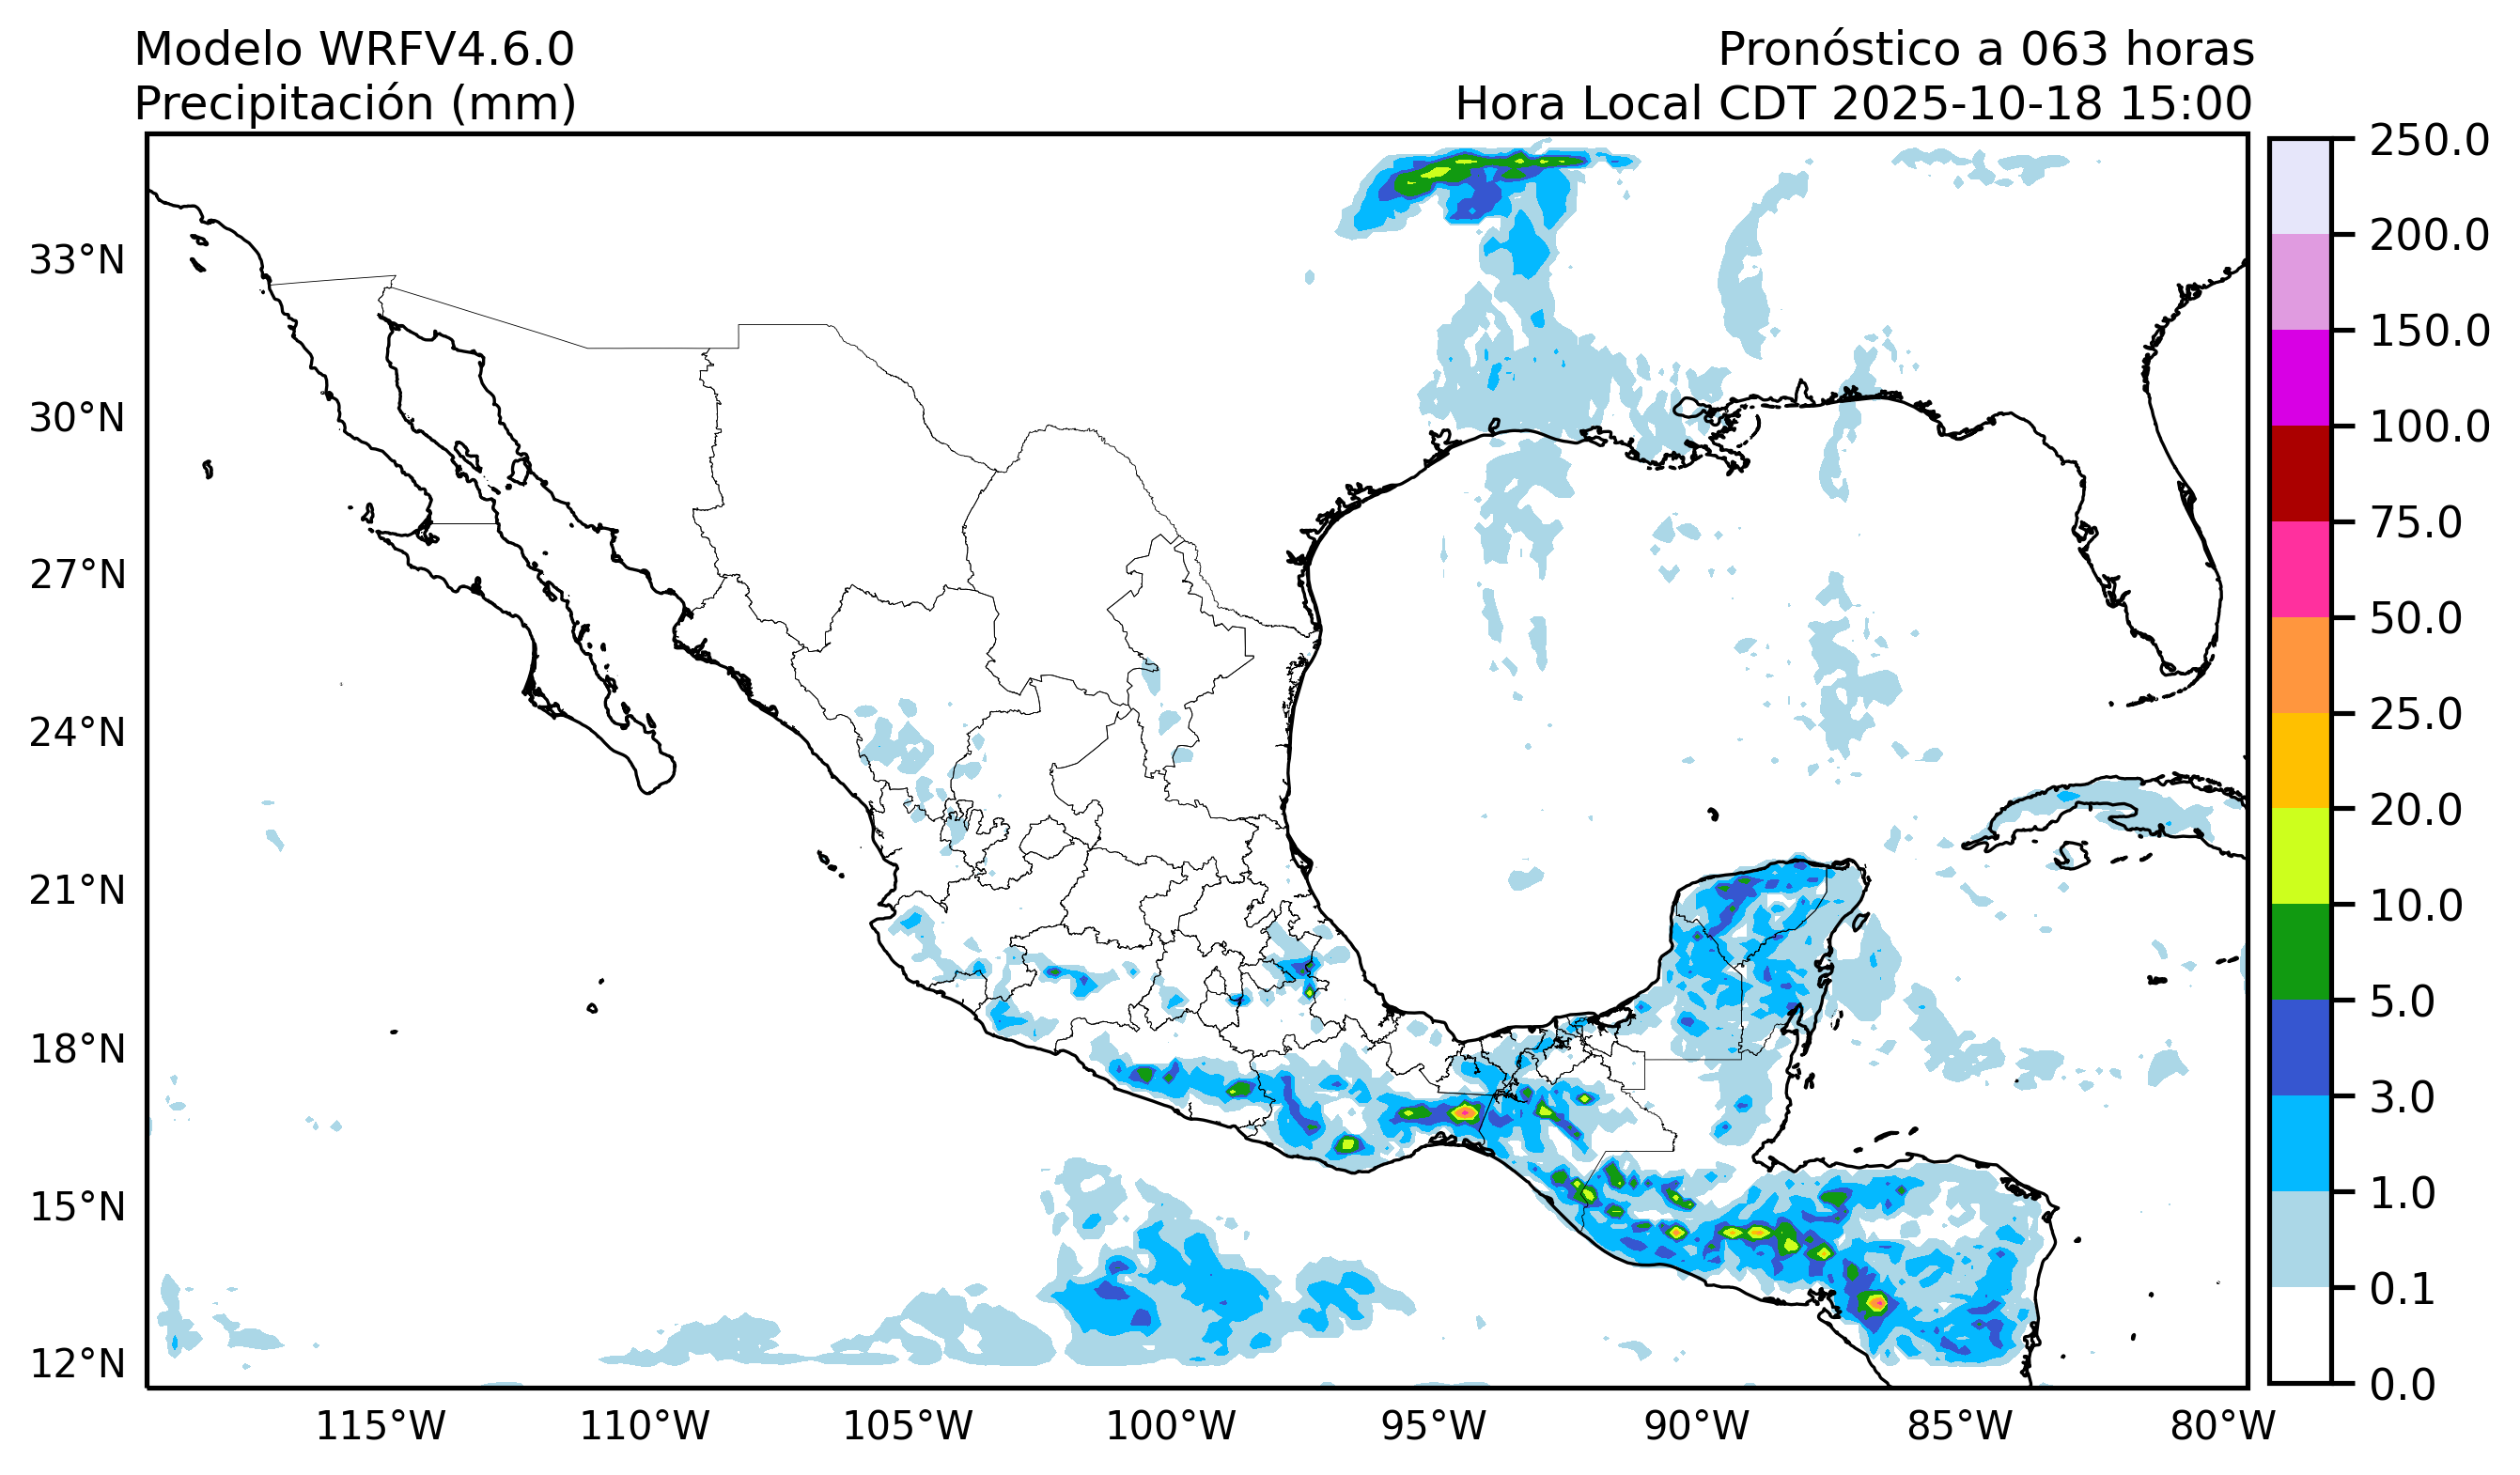 Modelo WRFV4.6.0
Precipitación (mm)
Pronóstico a 063 horas
Hora Local CDT 2025-10-18 15:00
33°N
30°N
27°N
24°N
21°N
18°N
15°N
12°N
115°W
110°W
105°W
100°W
95°W
90°W
85°W
80°W
250.0
200.0
150.0
100.0
75.0
50.0
25.0
20.0
10.0
5.0
3.0
1.0
0.1
0.0